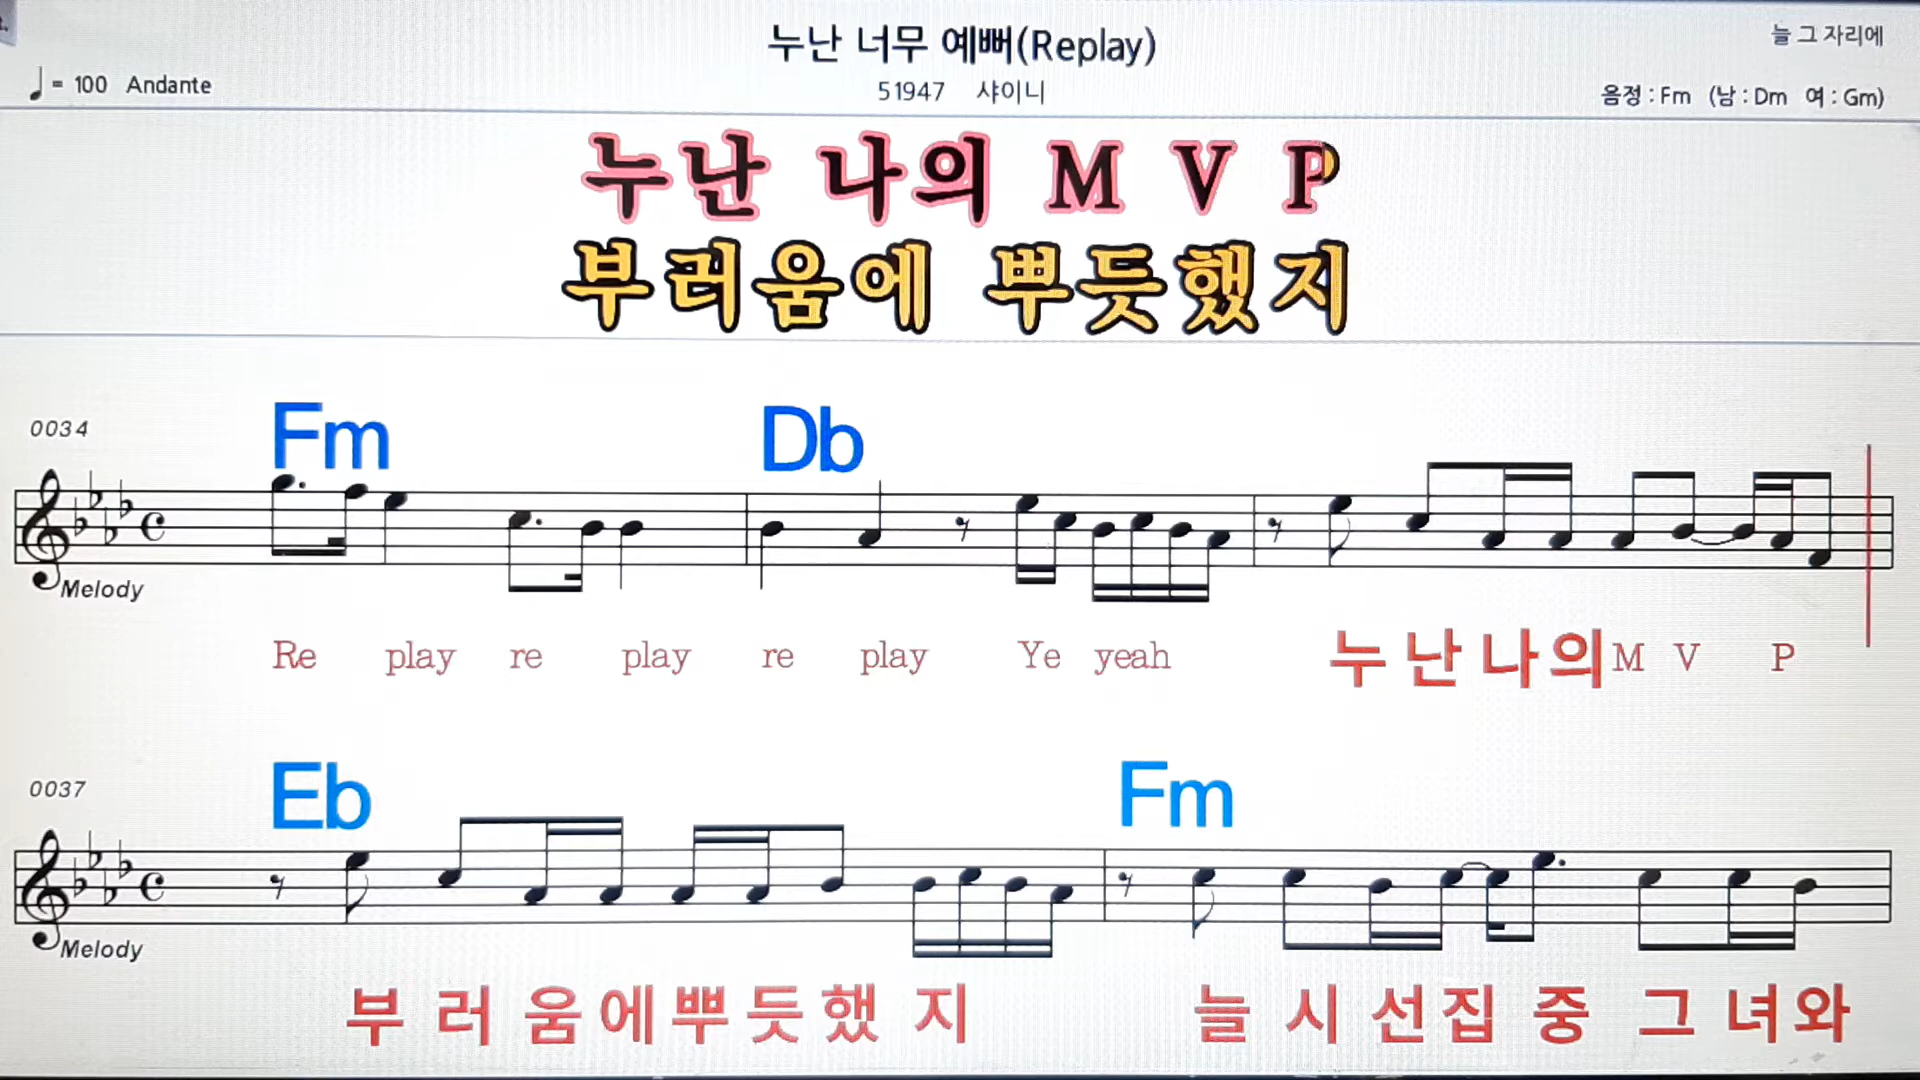 누난 너무 예뻐(Replay)
늘 그 자리에
♩= 100 Andante
51947 샤이니
음정 : Fm (남 : Dm 여 : Gm)
누난 나의 M V P
부러움에 뿌듯했지
0034
Fm Db
Melody
Re play re play re play Ye yeah 누 난 나 의 M V P
0037
Eb Fm
Melody
부 러 움 에 뿌 듯 했 지 늘 시 선 집 중 그 녀 와